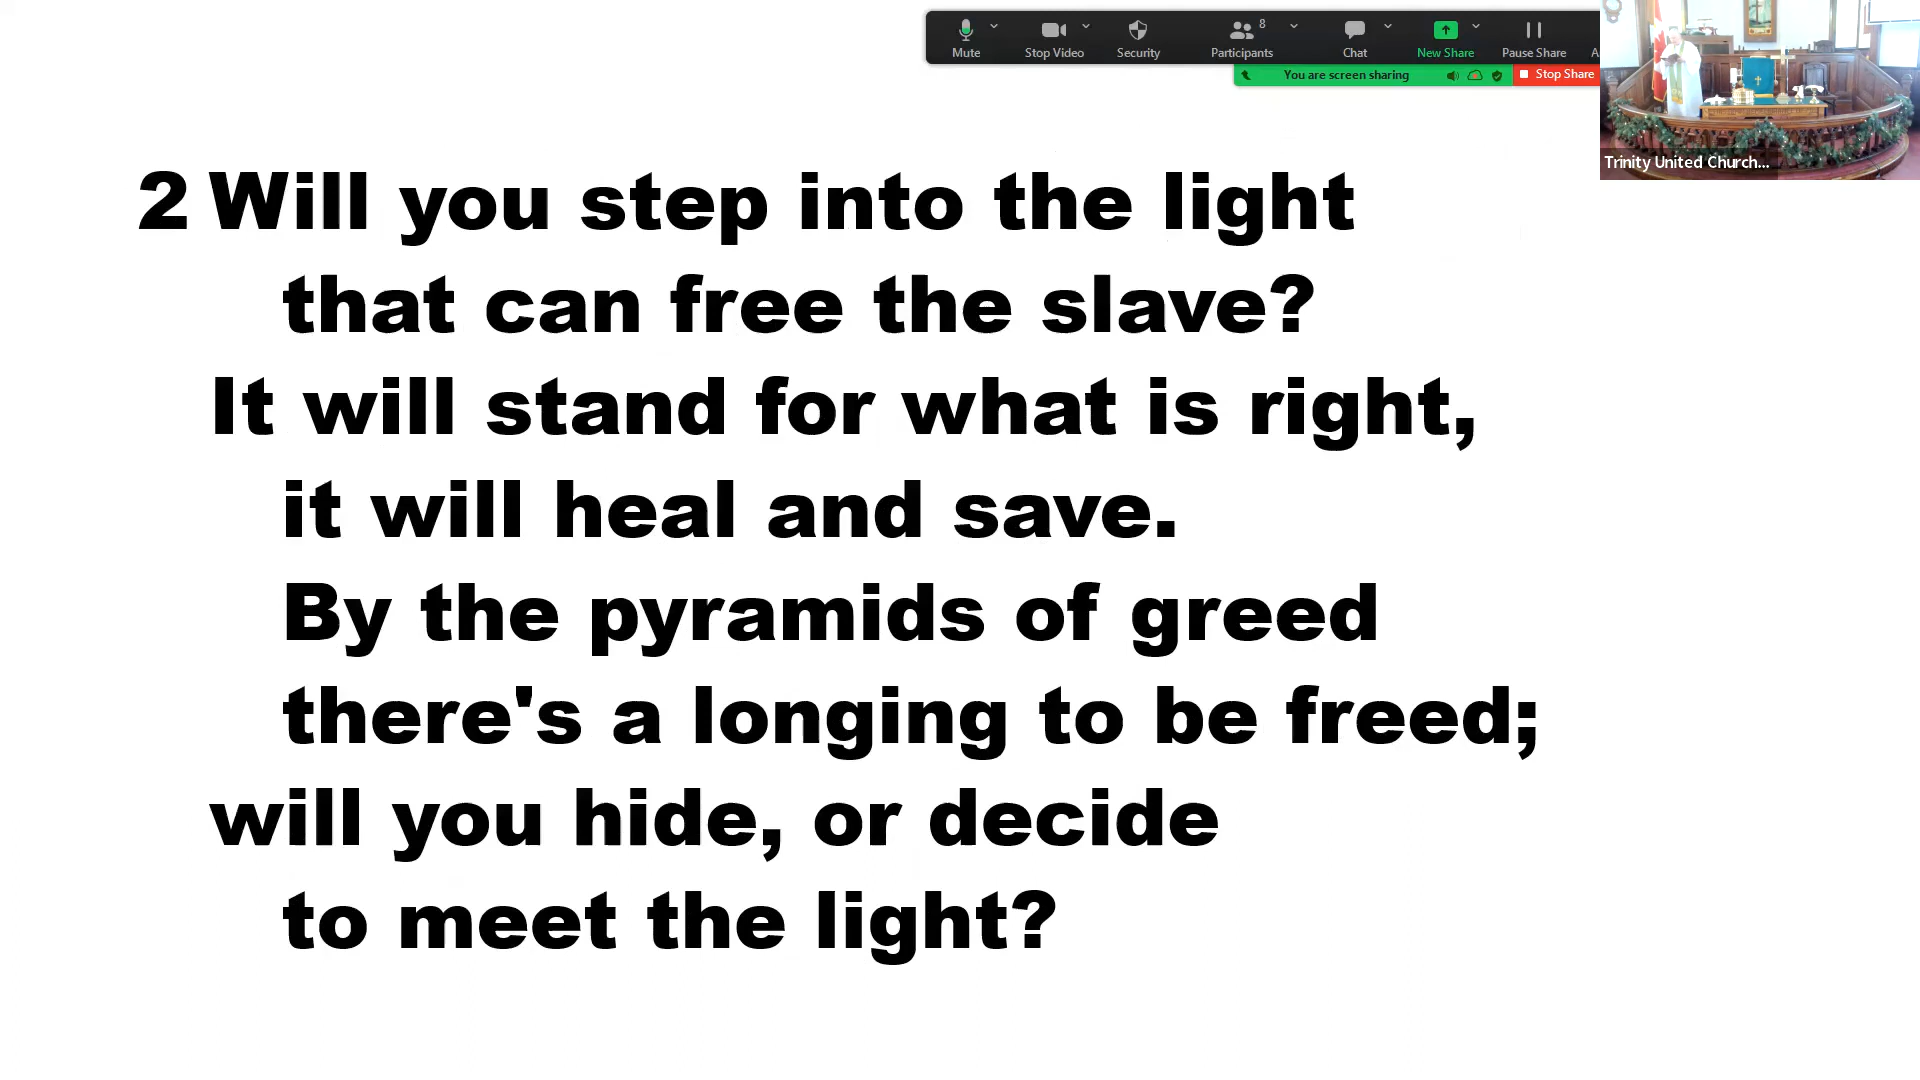 Mute
Stop Video
Security
8
Participants
Chat
New Share
Pause Share
You are screen sharing
Stop Share
Trinity United Church...
2 Will you step into the light
that can free the slave?
It will stand for what is right,
it will heal and save.
By the pyramids of greed
there's a longing to be freed;
will you hide, or decide
to meet the light?